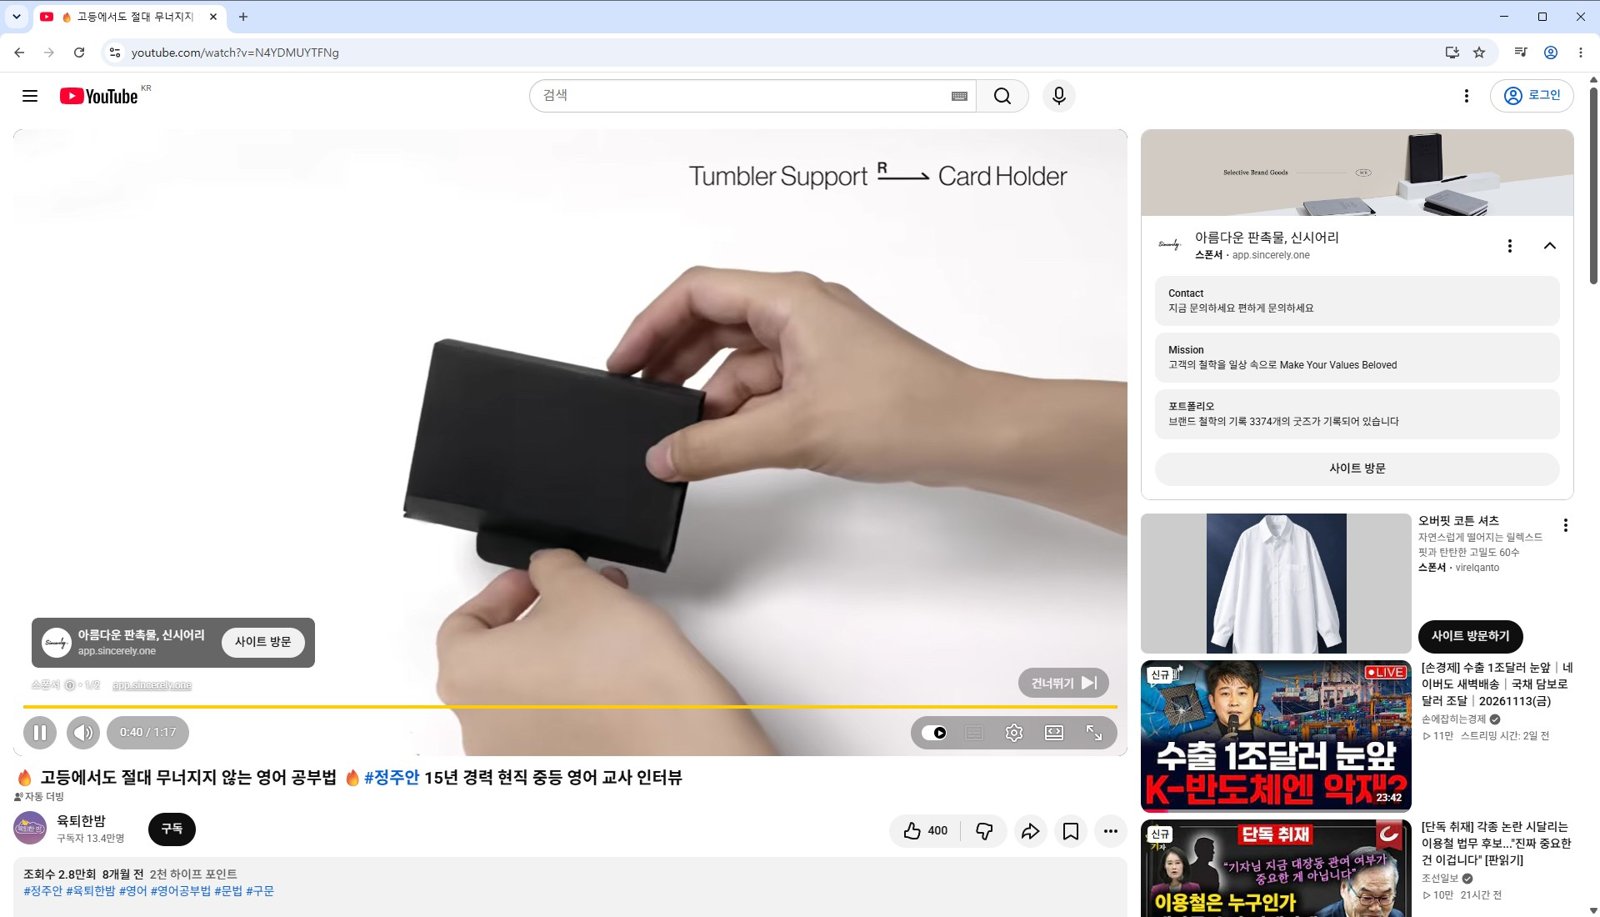 🔥 고등에서도 절대 무너지지
youtube.com/watch?v=N4YDMUYTFNg
YouTube KR
검색
로그인
Tumbler Support R Card Holder
아름다운 판촉물, 신시어리
app.sincerely.one
사이트 방문
스폰서 · 1/2 app.sincerely.one
건너뛰기
0:40 / 1:17
🔥 고등에서도 절대 무너지지 않는 영어 공부법 🔥 #정주안 15년 경력 현직 중등 영어 교사 인터뷰
자동 더빙
육퇴한밤
구독자 13.4만명
구독
400
조회수 2.8만회 8개월 전 2천 하이프 포인트
#정주안 #육퇴한밤 #영어 #영어공부법 #문법 #구문
Selective Brand Goods
Sincerely
아름다운 판촉물, 신시어리
스폰서 · app.sincerely.one
Contact
지금 문의하세요 편하게 문의하세요
Mission
고객의 철학을 일상 속으로 Make Your Values Beloved
포트폴리오
브랜드 철학의 기록 3374개의 굿즈가 기록되어 있습니다
사이트 방문
오버핏 코튼 셔츠
자연스럽게 떨어지는 릴렉스드
핏과 탄탄한 고밀도 60수
스폰서 · virelqanto
사이트 방문하기
신규
LIVE
수출 1조달러 눈앞
K-반도체엔 악재?
23:42
[손경제] 수출 1조달러 눈앞 | 네
이버도 새벽배송 | 국채 담보로
달러 조달 | 20261113(금)
손에잡히는경제
11만 스트리밍 시간: 2일 전
신규
단독 취재
기자
"기자님 지금 대장동 관여 여부가
중요한 게 아닙니다"
이용철은 누구인가
[단독 취재] 각종 논란 시달리는
이용철 법무 후보..."진짜 중요한
건 이겁니다" [판읽기]
조선일보
10만 21시간 전